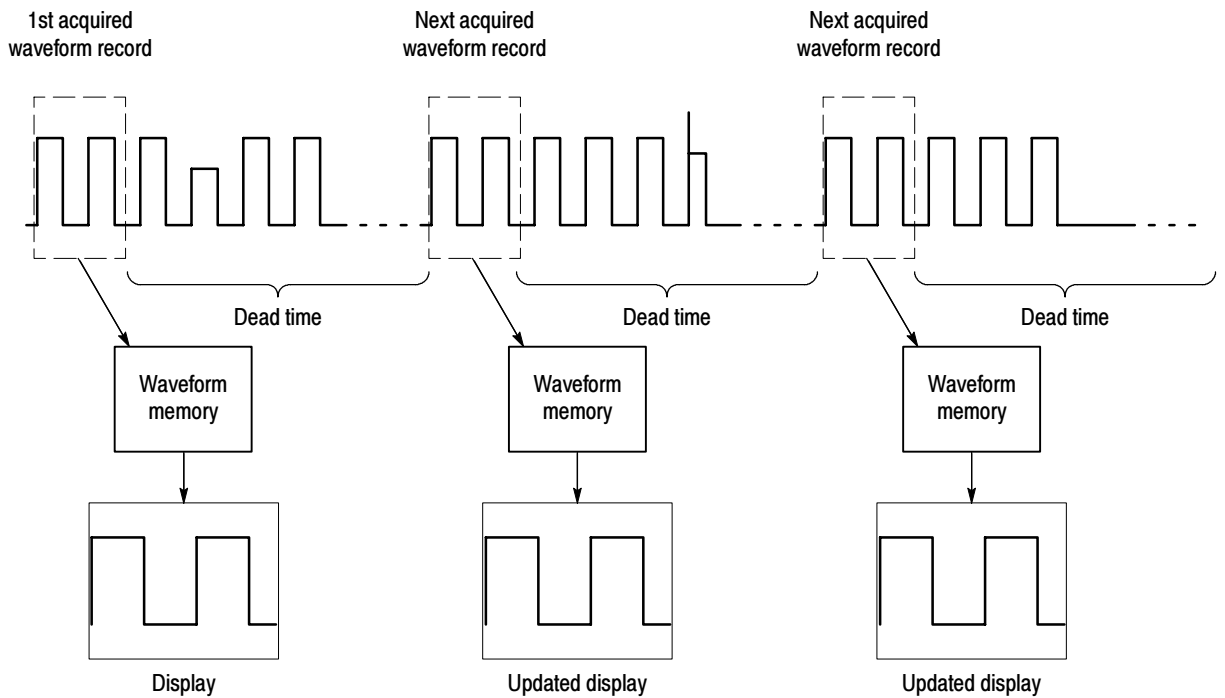 1st acquired
waveform record
Next acquired
waveform record
Next acquired
waveform record
Dead time
Dead time
Dead time
Waveform
memory
Waveform
memory
Waveform
memory
Display
Updated display
Updated display